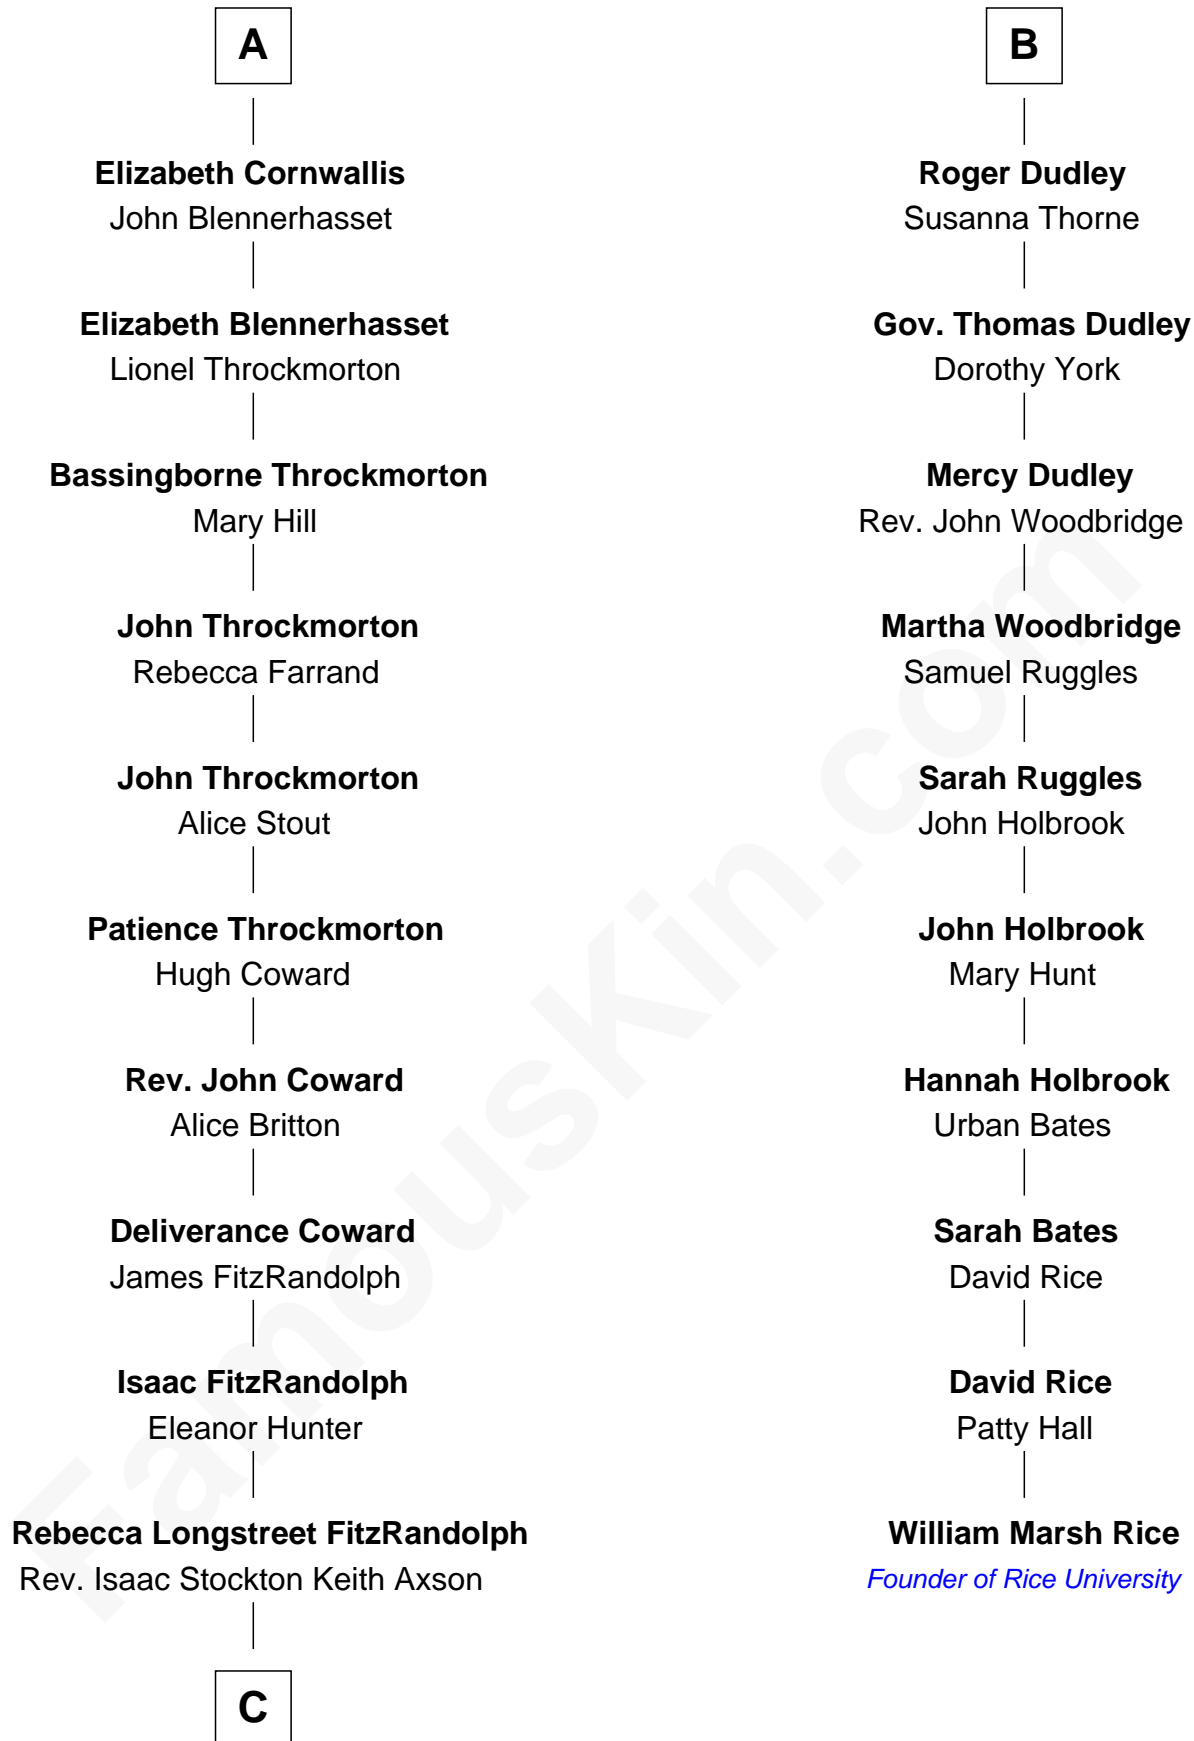 A
Elizabeth Cornwallis
John Blennerhasset
Elizabeth Blennerhasset
Lionel Throckmorton
Bassingborne Throckmorton
Mary Hill
John Throckmorton
Rebecca Farrand
John Throckmorton
Alice Stout
Patience Throckmorton
Hugh Coward
Rev. John Coward
Alice Britton
Deliverance Coward
James FitzRandolph
Isaac FitzRandolph
Eleanor Hunter
Rebecca Longstreet FitzRandolph
Rev. Isaac Stockton Keith Axson
C
B
Roger Dudley
Susanna Thorne
Gov. Thomas Dudley
Dorothy York
Mercy Dudley
Rev. John Woodbridge
Martha Woodbridge
Samuel Ruggles
Sarah Ruggles
John Holbrook
John Holbrook
Mary Hunt
Hannah Holbrook
Urban Bates
Sarah Bates
David Rice
David Rice
Patty Hall
William Marsh Rice
Founder of Rice University
FamousKin.com